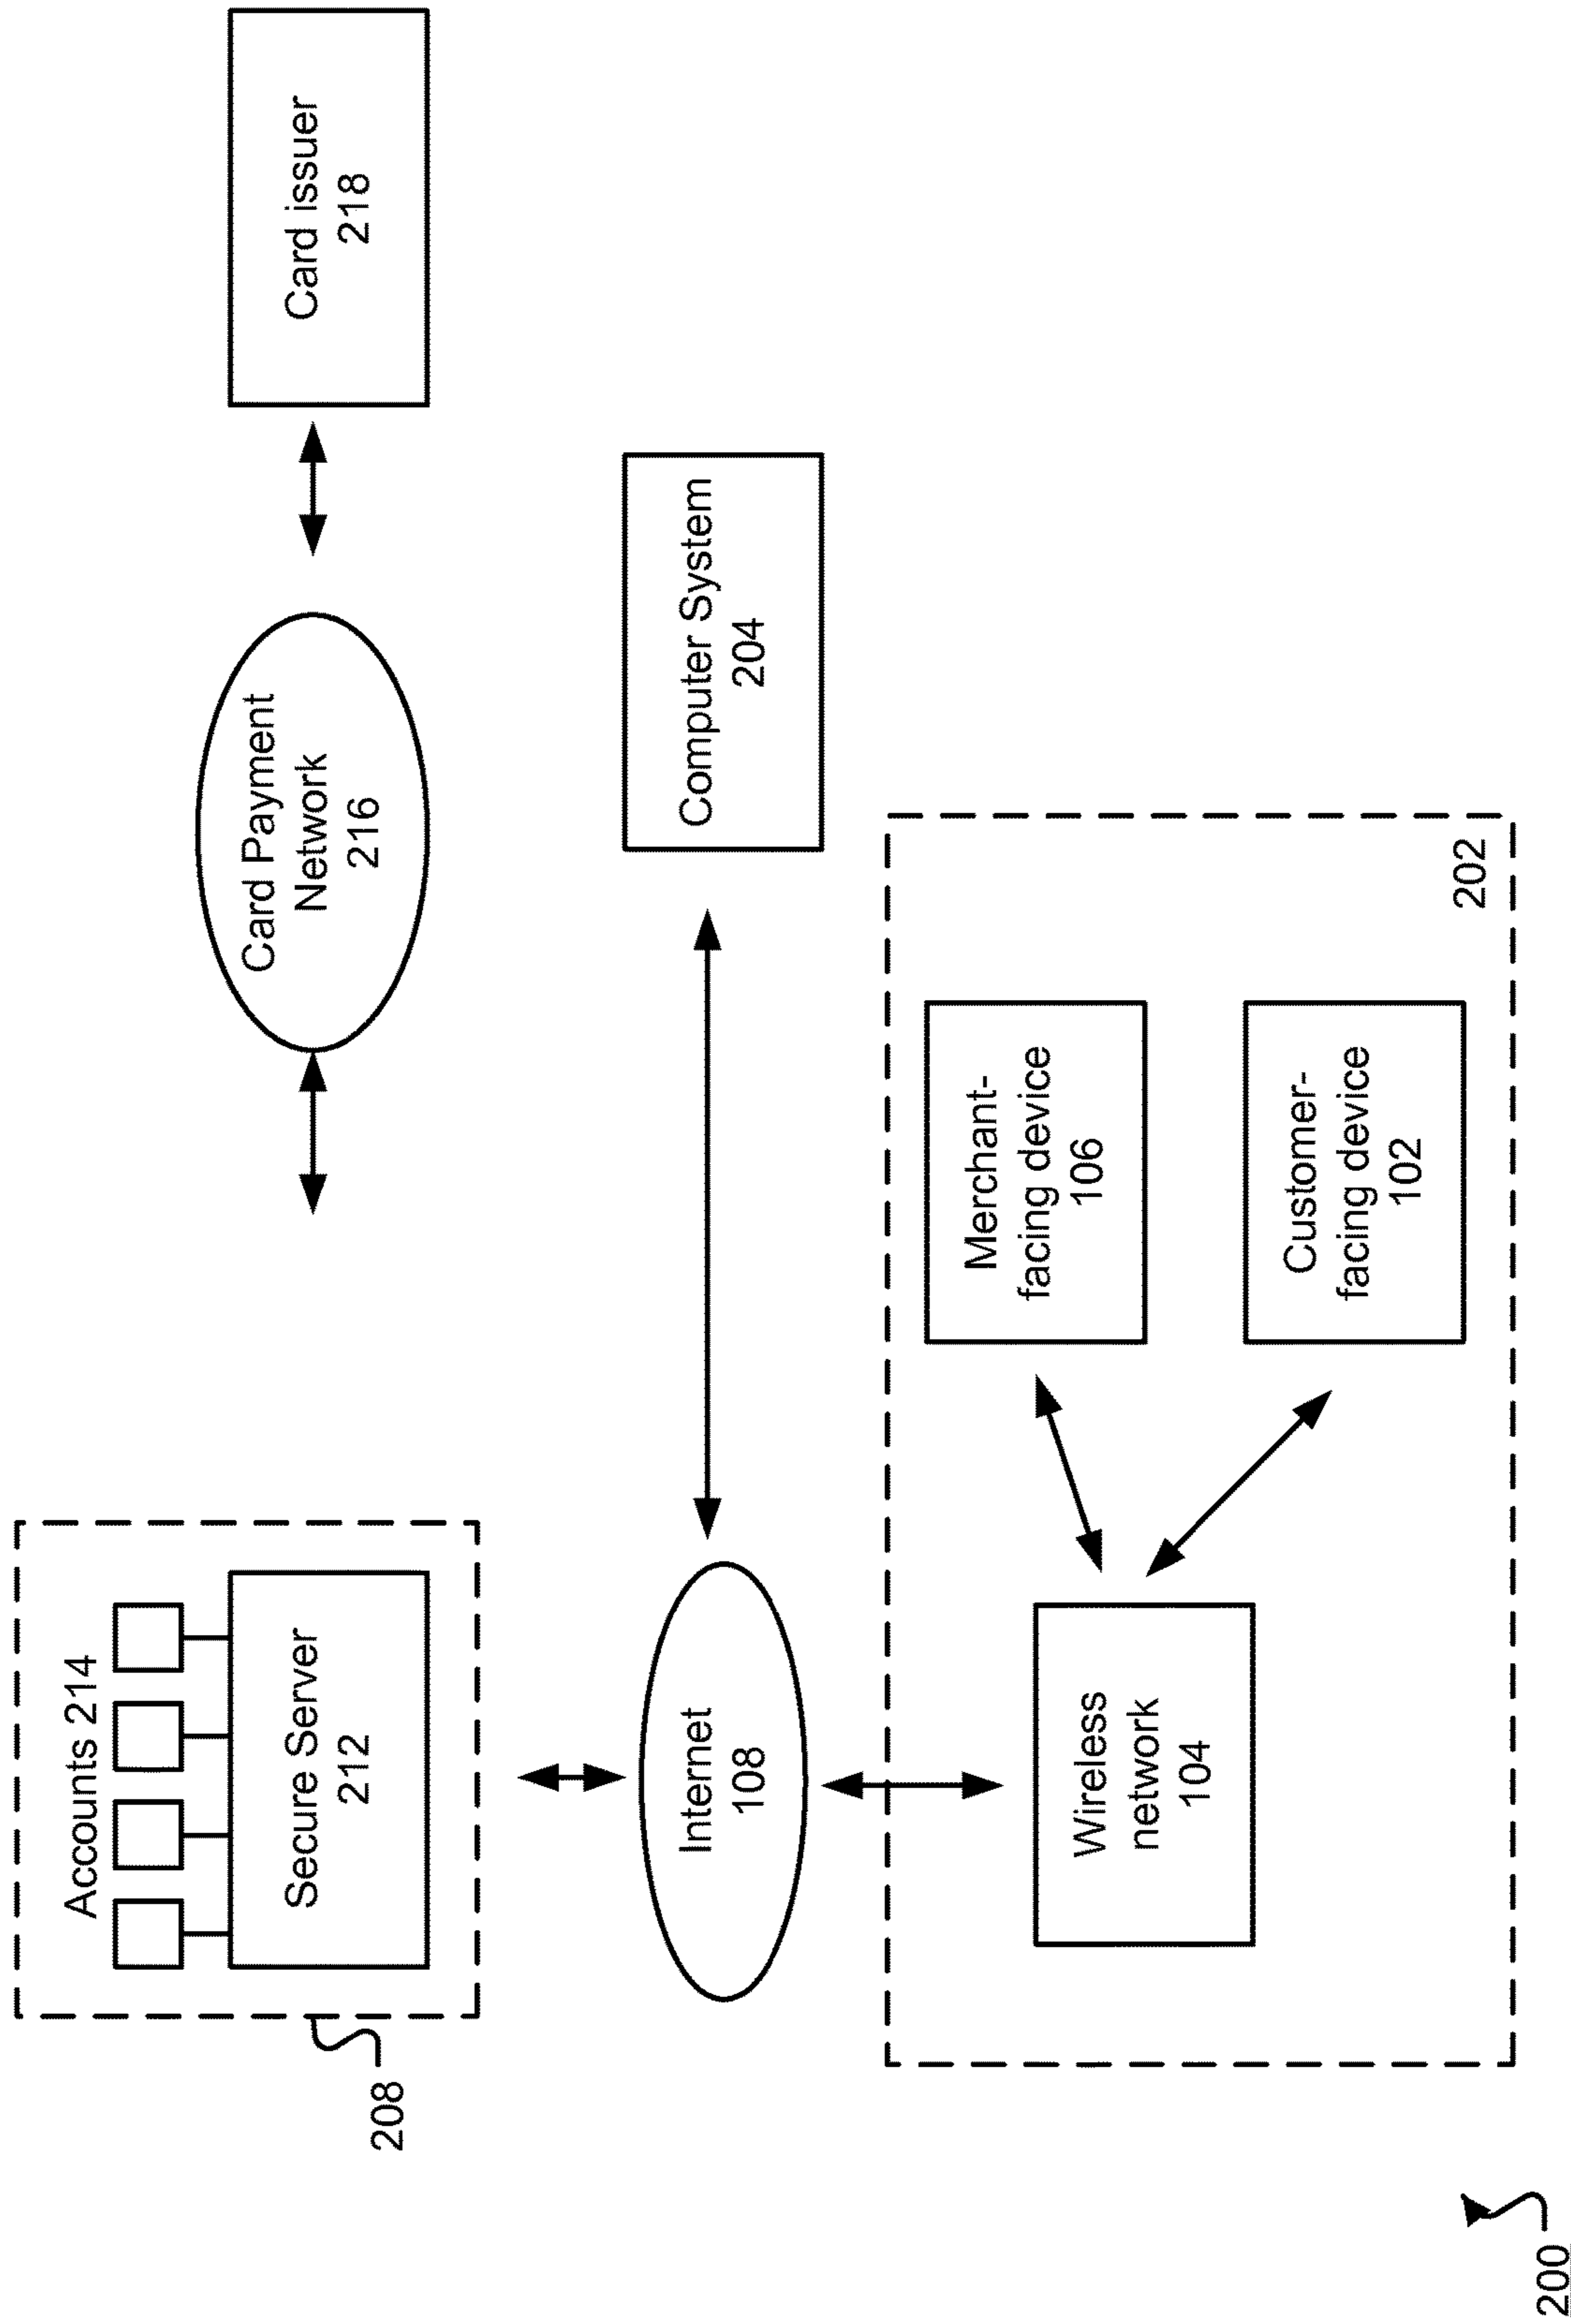 Accounts 214
Secure Server
212
208
Card Payment
Network
216
Card issuer
218
Internet
108
Computer System
204
Wireless
network
104
Merchant-
facing device
106
Customer-
facing device
102
202
200